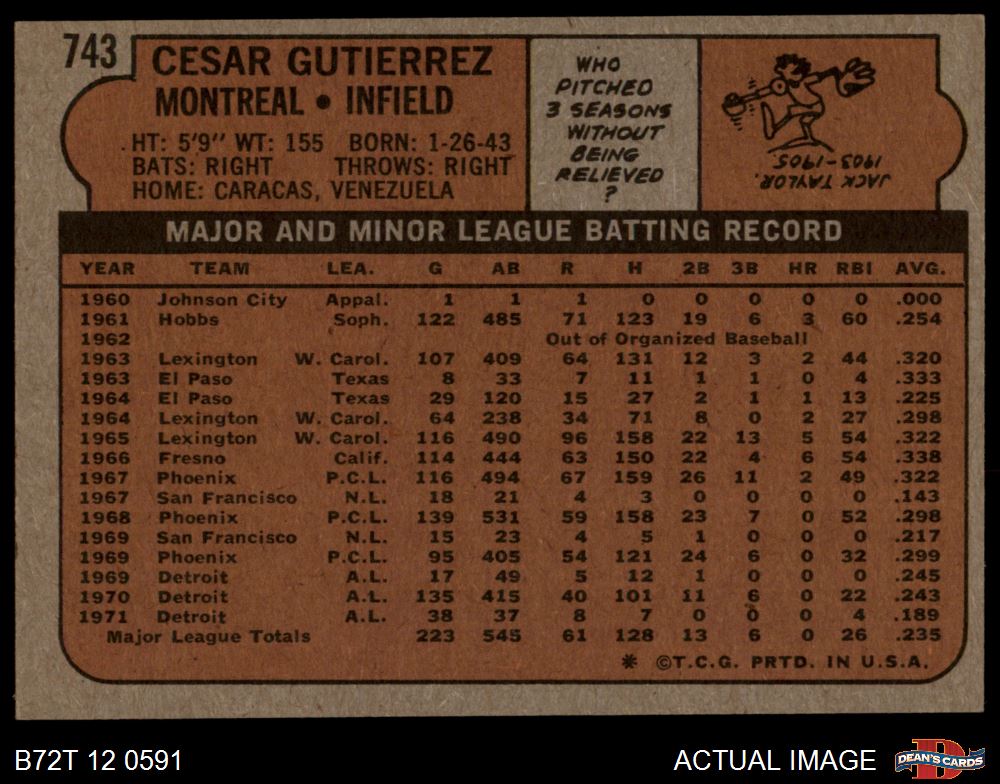 743
CESAR GUTIERREZ
MONTREAL • INFIELD
HT: 5'9" WT: 155 BORN: 1-26-43
BATS: RIGHT THROWS: RIGHT
HOME: CARACAS, VENEZUELA
WHO
PITCHED
3 SEASONS
WITHOUT
BEING
RELIEVED
?
JACK TAYLOR.
1903-1905.
MAJOR AND MINOR LEAGUE BATTING RECORD
YEAR TEAM LEA. G AB R H 2B 3B HR RBI AVG.
1960 Johnson City Appal. 1 1 1 0 0 0 0 0 .000
1961 Hobbs Soph. 122 485 71 123 19 6 3 60 .254
1962 Out of Organized Baseball
1963 Lexington W. Carol. 107 409 64 131 12 3 2 44 .320
1963 El Paso Texas 8 33 7 11 1 1 0 4 .333
1964 El Paso Texas 29 120 15 27 2 1 1 13 .225
1964 Lexington W. Carol. 64 238 34 71 8 0 2 27 .298
1965 Lexington W. Carol. 116 490 96 158 22 13 5 54 .322
1966 Fresno Calif. 114 444 63 150 22 4 6 54 .338
1967 Phoenix P.C.L. 116 494 67 159 26 11 2 49 .322
1967 San Francisco N.L. 18 21 4 3 0 0 0 0 .143
1968 Phoenix P.C.L. 139 531 59 158 23 7 0 52 .298
1969 San Francisco N.L. 15 23 4 5 1 0 0 0 .217
1969 Phoenix P.C.L. 95 405 54 121 24 6 0 32 .299
1969 Detroit A.L. 17 49 5 12 1 0 0 0 .245
1970 Detroit A.L. 135 415 40 101 11 6 0 22 .243
1971 Detroit A.L. 38 37 8 7 0 0 0 4 .189
Major League Totals 223 545 61 128 13 6 0 26 .235
* ©T.C.G. PRTD. IN U.S.A.
B72T 12 0591 ACTUAL IMAGE
D
DEAN'S CARDS